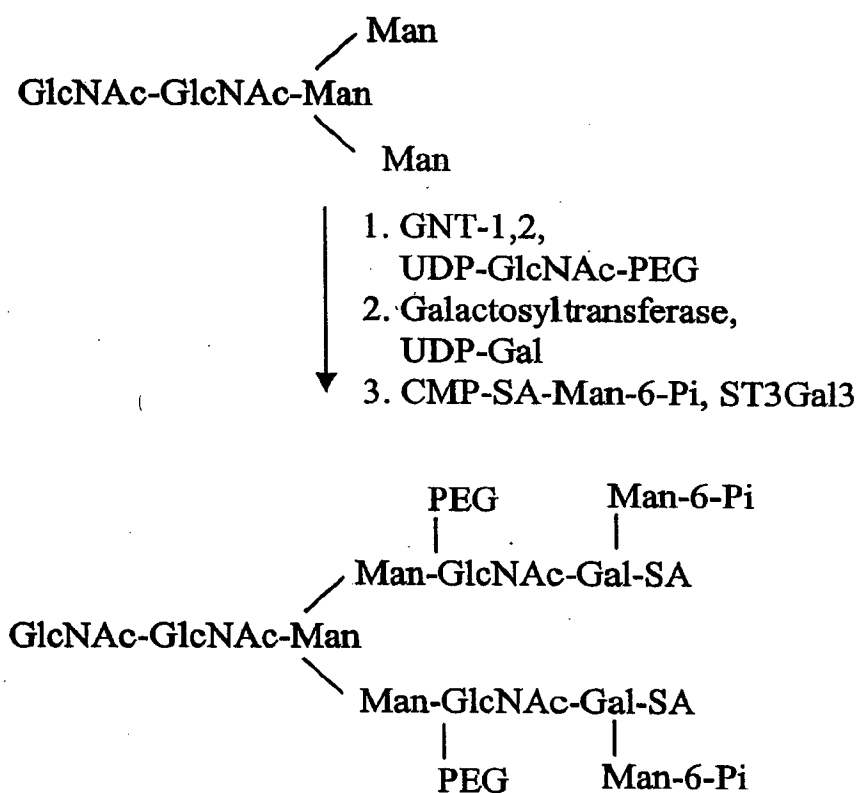 Man
GlcNAc-GlcNAc-Man
Man
1. GNT-1,2,
UDP-GlcNAc-PEG
2. Galactosyltransferase,
UDP-Gal
3. CMP-SA-Man-6-Pi, ST3Gal3
PEG Man-6-Pi
Man-GlcNAc-Gal-SA
GlcNAc-GlcNAc-Man
Man-GlcNAc-Gal-SA
PEG Man-6-Pi